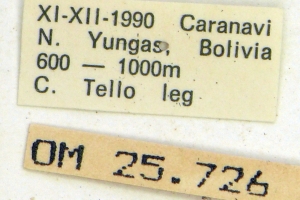 XI-XII-1990 Caranavi
N. Yungas, Bolivia
600 — 1000m
C. Tello leg
OM 25.726